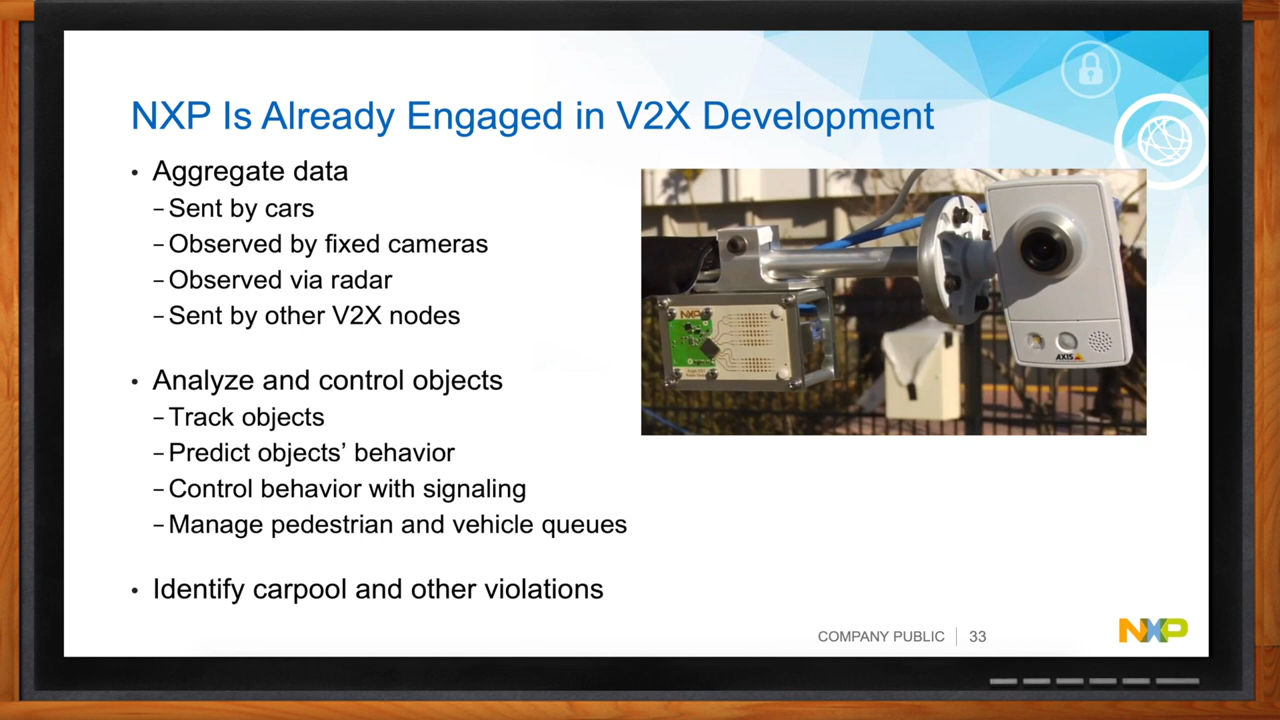 NXP Is Already Engaged in V2X Development
• Aggregate data
– Sent by cars
– Observed by fixed cameras
– Observed via radar
– Sent by other V2X nodes
• Analyze and control objects
– Track objects
– Predict objects' behavior
– Control behavior with signaling
– Manage pedestrian and vehicle queues
• Identify carpool and other violations
NXP
AXIS
COMPANY PUBLIC | 33
NXP